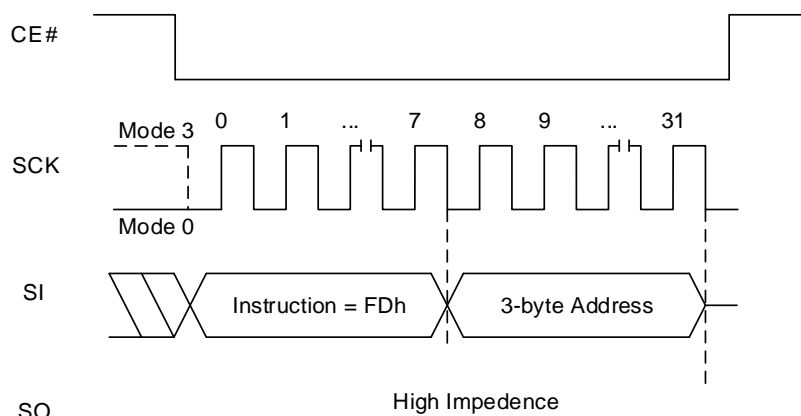 CE#
0 1 ... 7 8 9 ... 31
Mode 3
SCK
Mode 0
SI
Instruction = FDh
3-byte Address
High Impedence
SO